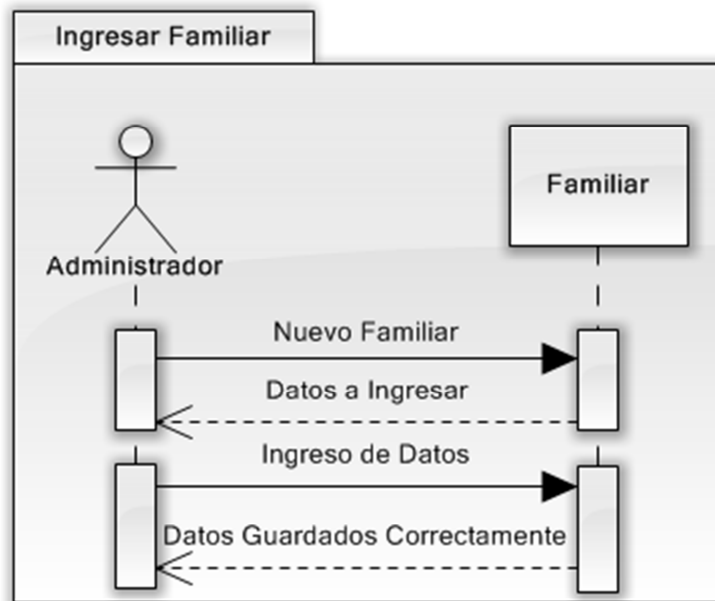 Ingresar Familiar
Familiar
Administrador
Nuevo Familiar
Datos a Ingresar
Ingreso de Datos
Datos Guardados Correctamente